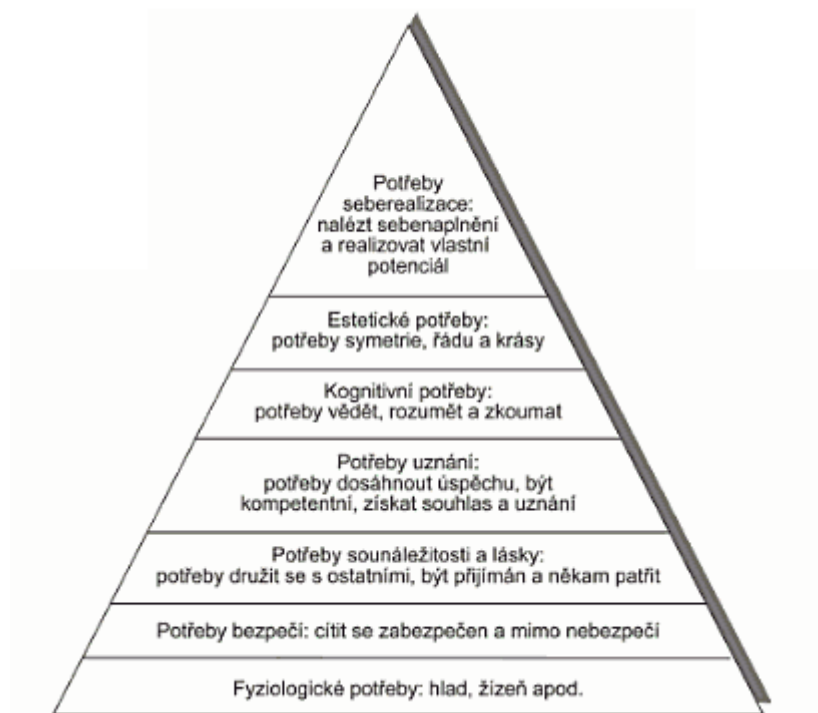 Potřeby
seberealizace:
nalézt sebenaplnění
a realizovat vlastní
potenciál
Estetické potřeby:
potřeby symetrie, řádu a krásy
Kognitivní potřeby:
potřeby vědět, rozumět a zkoumat
Potřeby uznání:
potřeby dosáhnout úspěchu, být
kompetentní, získat souhlas a uznání
Potřeby sounáležitosti a lásky:
potřeby družit se s ostatními, být přijímán a někam patřit
Potřeby bezpečí: cítit se zabezpečen a mimo nebezpečí
Fyziologické potřeby: hlad, žízeň apod.